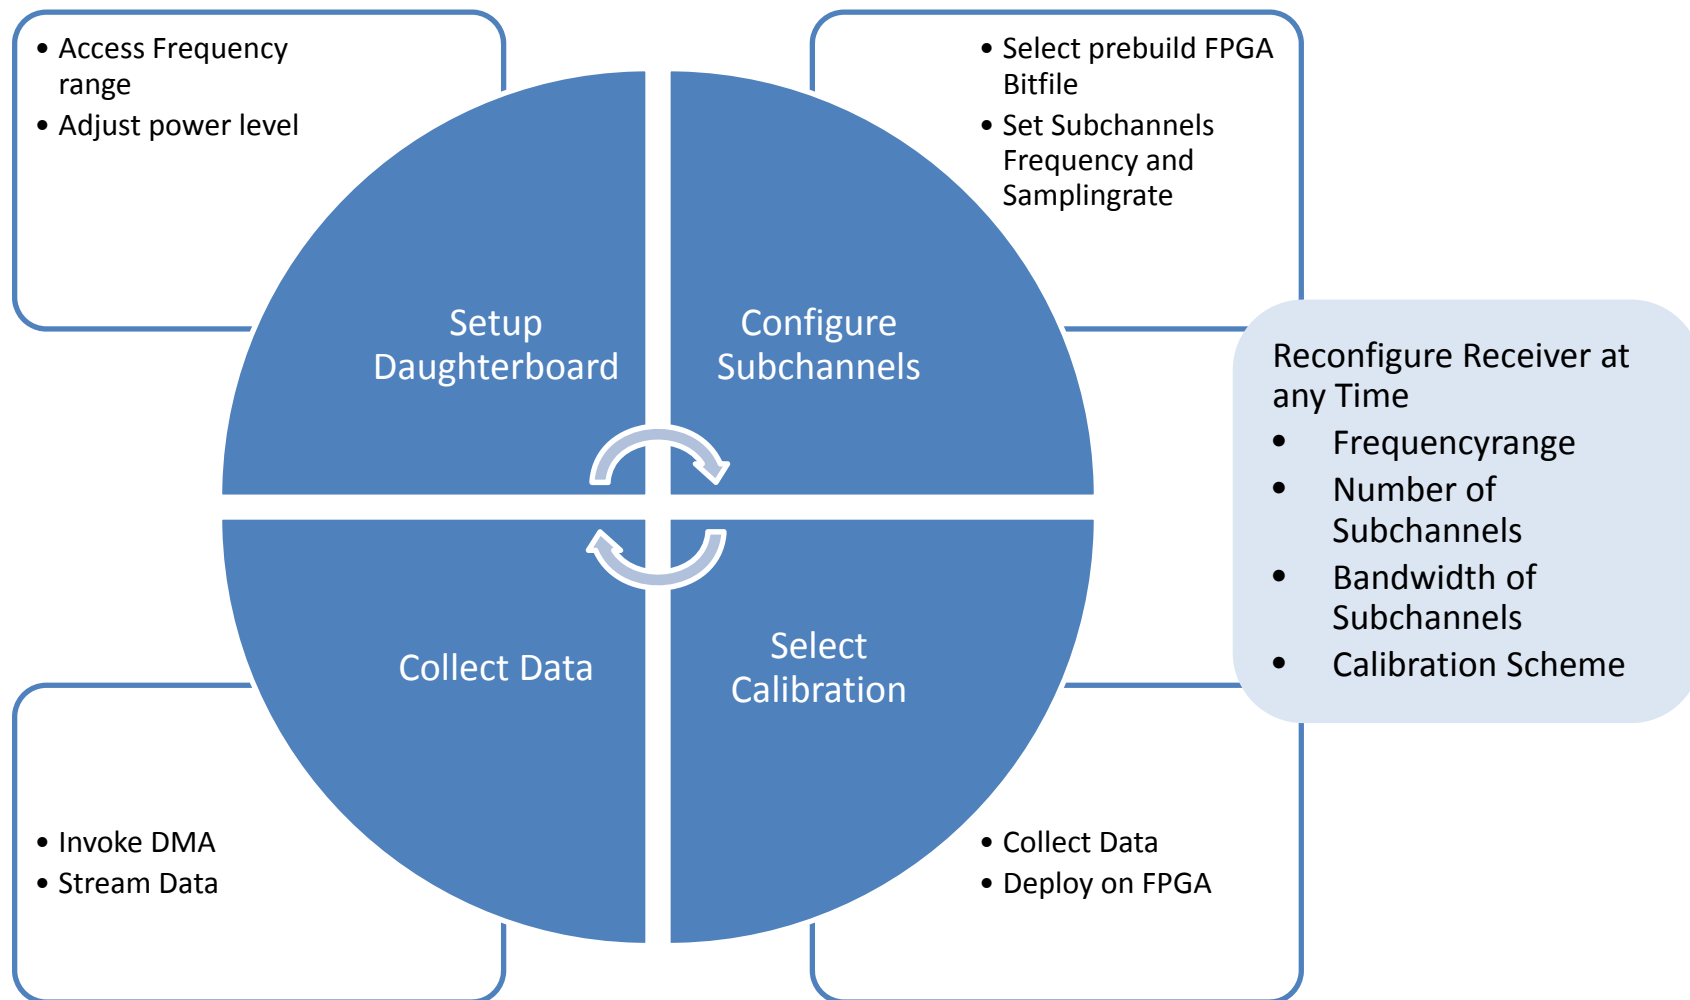 • Access Frequency
range
• Adjust power level
• Select prebuild FPGA
Bitfile
• Set Subchannels
Frequency and
Samplingrate
Setup
Daughterboard
Configure
Subchannels
Reconfigure Receiver at
any Time
• Frequencyrange
• Number of
Subchannels
• Bandwidth of
Subchannels
• Calibration Scheme
Collect Data
Select
Calibration
• Invoke DMA
• Stream Data
• Collect Data
• Deploy on FPGA